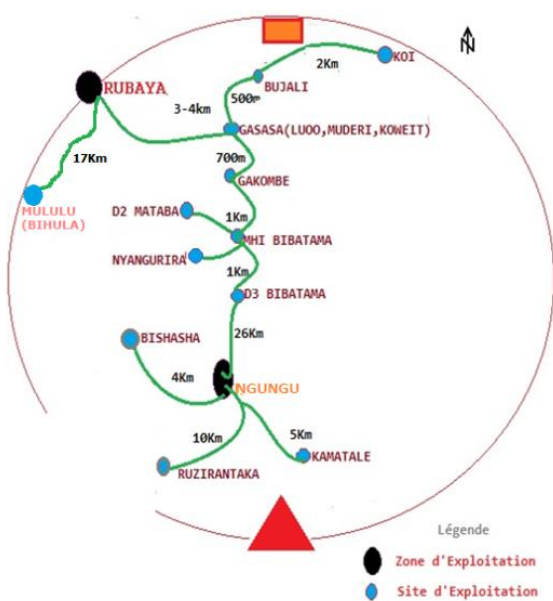 N
KOI
2Km
BUJALI
RUBAYA
500m
3-4km
GASASA(LUOO,MUDERI,KOWEIT)
17Km
700m
GAKOMBE
MULULU
(BIHULA)
D2 MATABA
1Km
MHI BIBATAMA
NYANGURIRA
1Km
D3 BIBATAMA
26Km
BISHASHA
4Km
NGUNGU
10Km
5Km
KAMATALE
RUZIRANTAKA
Légende
Zone d'Exploitation
Site d'Exploitation